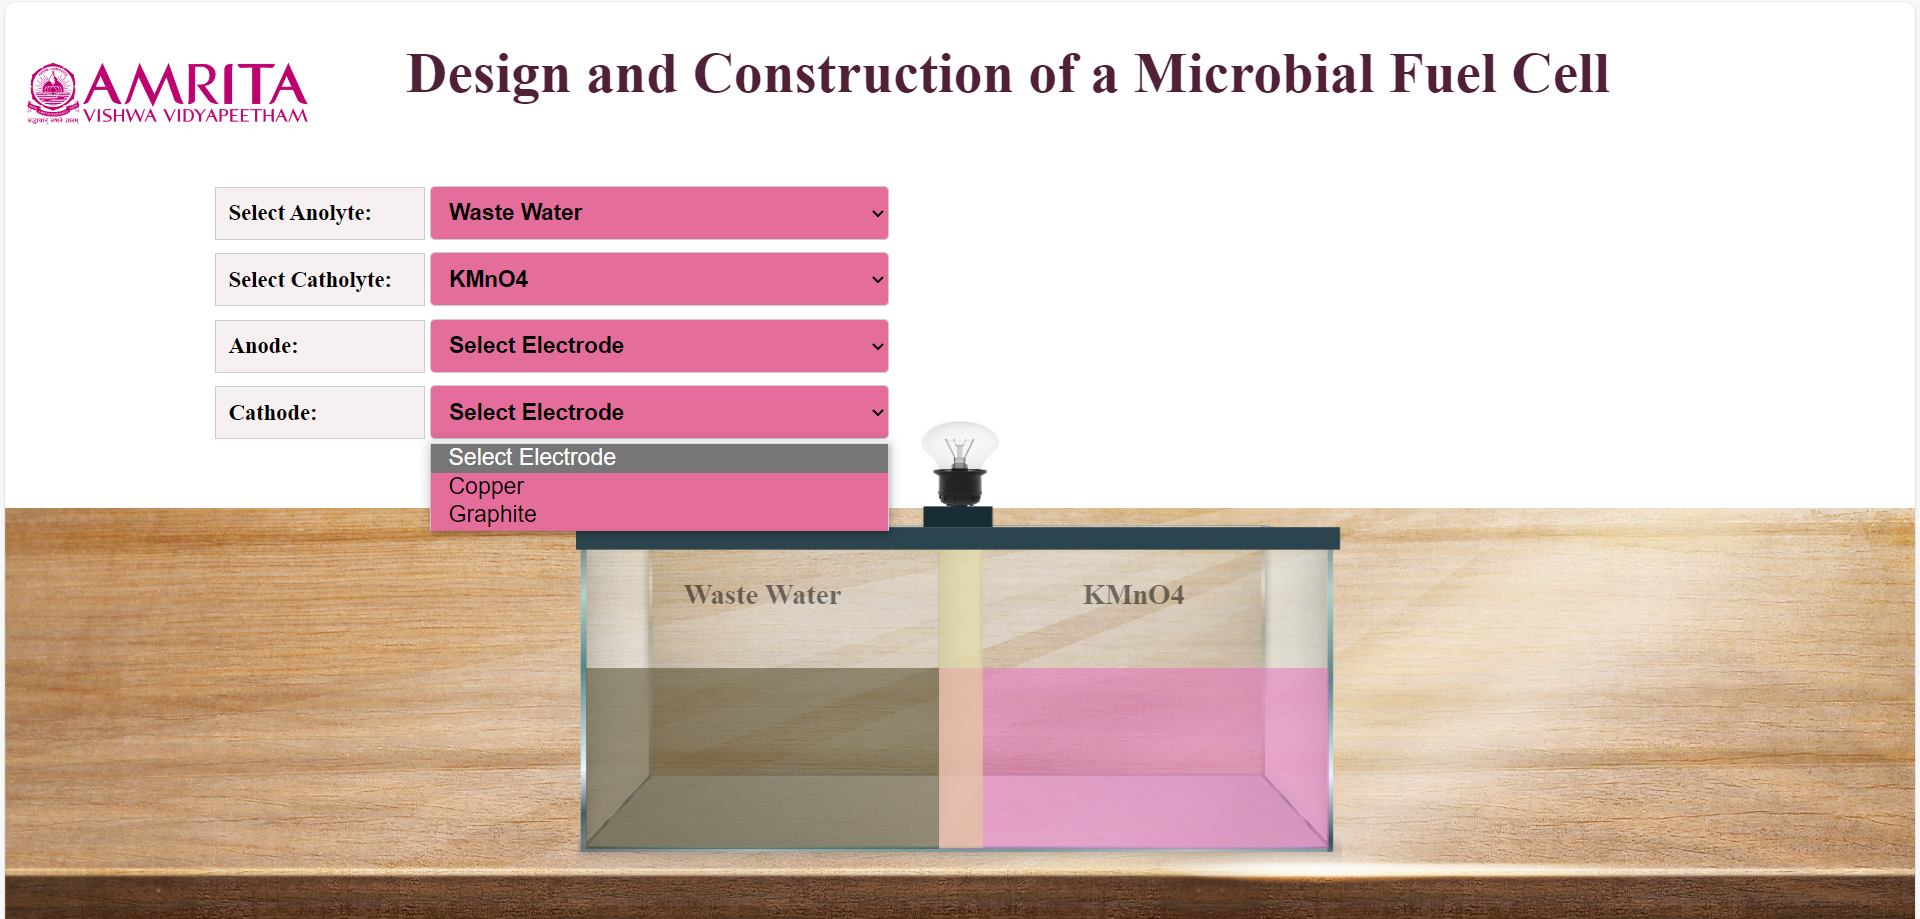 AMRITA
VISHWA VIDYAPEETHAM
Design and Construction of a Microbial Fuel Cell
Select Anolyte:
Waste Water
Select Catholyte:
KMnO4
Anode:
Select Electrode
Cathode:
Select Electrode
Select Electrode
Copper
Graphite
Waste Water
KMnO4